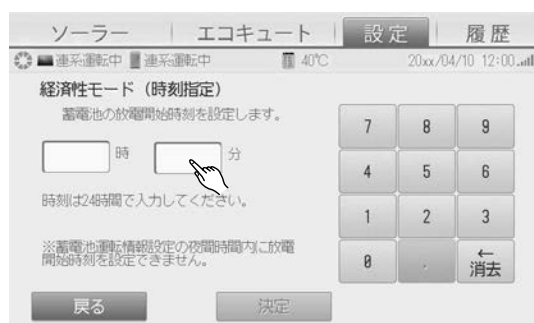 ソーラー エコキュート 設定 履歴
連系運転中 連系運転中 40℃ 20xx/04/10 12:00
経済性モード（時刻指定）
蓄電池の放電開始時刻を設定します。
時 分
時刻は24時間で入力してください。
※蓄電池運転情報設定の夜間時間内に放電
開始時刻を設定できません。
7 8 9
4 5 6
1 2 3
0 . ←
消去
戻る 決定